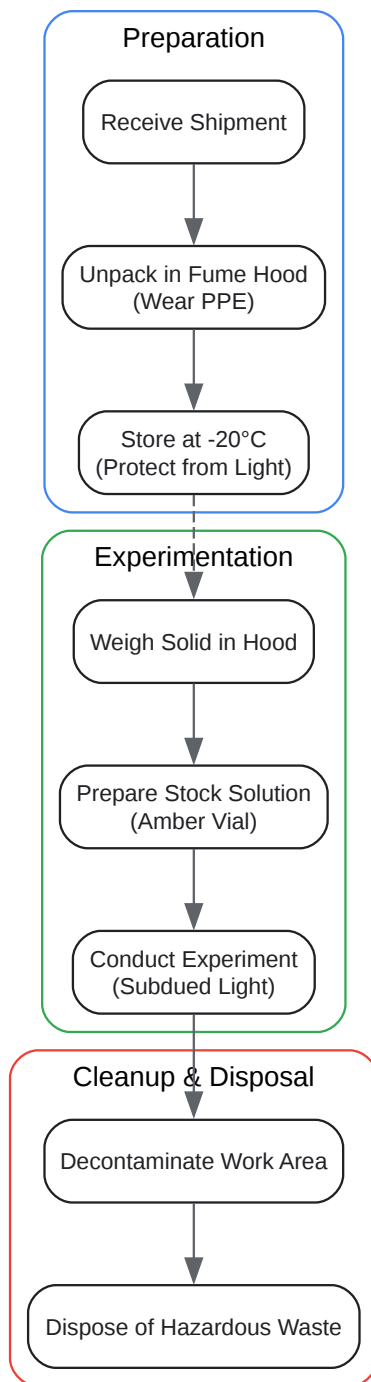 Preparation
Receive Shipment
Unpack in Fume Hood
(Wear PPE)
Store at -20°C
(Protect from Light)
Experimentation
Weigh Solid in Hood
Prepare Stock Solution
(Amber Vial)
Conduct Experiment
(Subdued Light)
Cleanup & Disposal
Decontaminate Work Area
Dispose of Hazardous Waste